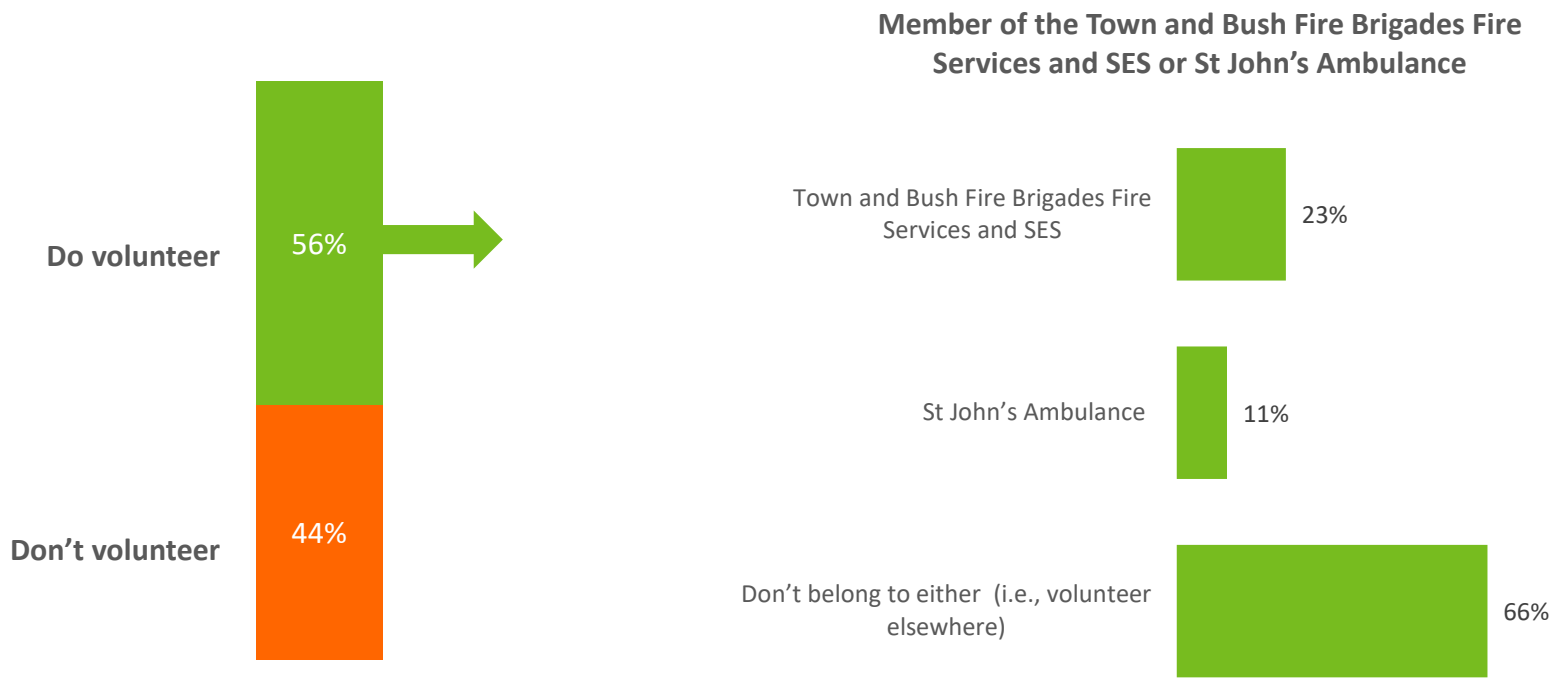 Member of the Town and Bush Fire Brigades Fire
Services and SES or St John’s Ambulance
Do volunteer
56%
Don’t volunteer
44%
Town and Bush Fire Brigades Fire
Services and SES
23%
St John’s Ambulance
11%
Don’t belong to either  (i.e., volunteer
elsewhere)
66%